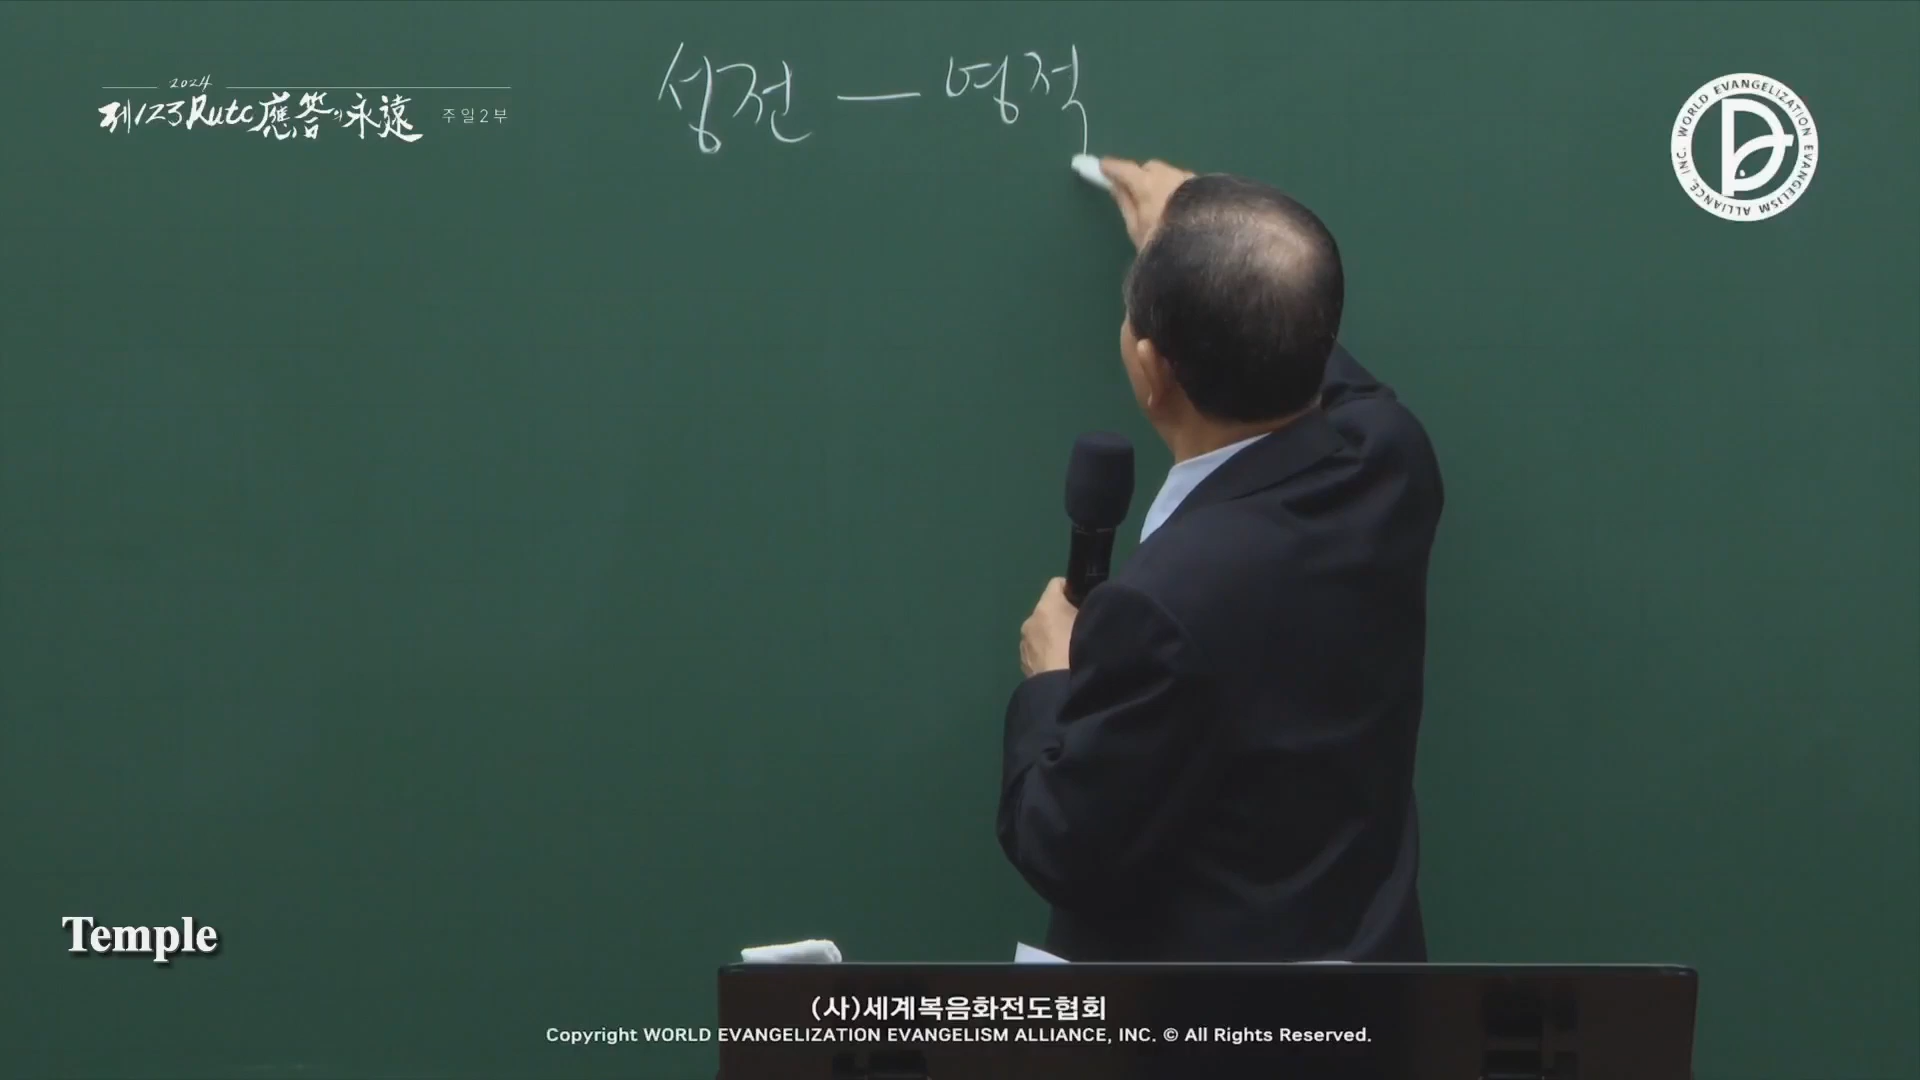 성전 — 영적
2024
제123 Rutc 應答의 永遠 주일2부
WORLD EVANGELIZATION EVANGELISM ALLIANCE, INC.
Temple
(사)세계복음화전도협회
Copyright WORLD EVANGELIZATION EVANGELISM ALLIANCE, INC. © All Rights Reserved.